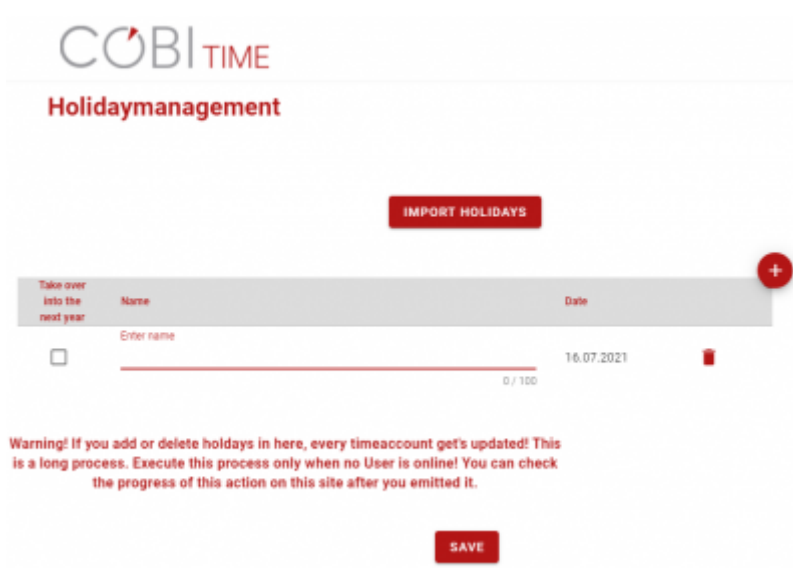 COBI TIME
Holidaymanagement
IMPORT HOLIDAYS
+
Take over
into the
next year
Name
Date
Enter name
16.07.2021
0 / 100
Warning! If you add or delete holdays in here, every timeaccount get's updated! This
is a long process. Execute this process only when no User is online! You can check
the progress of this action on this site after you emitted it.
SAVE